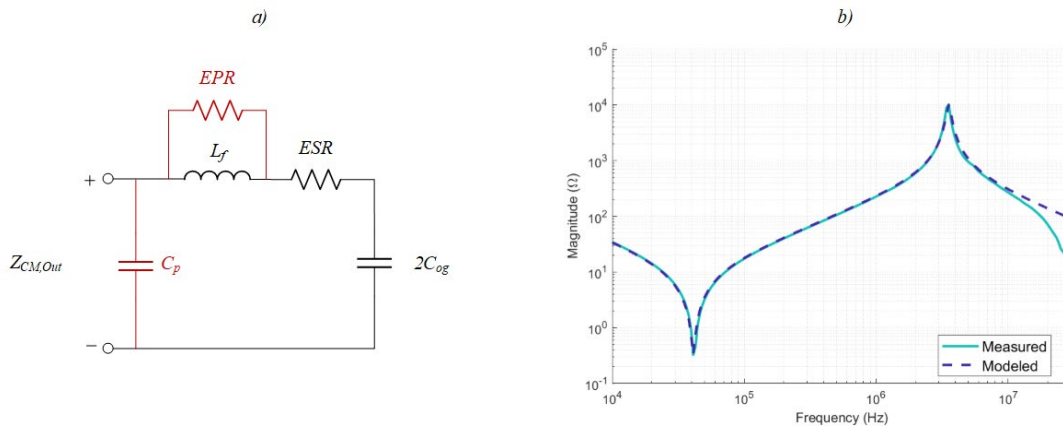 a)
EPR
L_f
ESR
+
Z_CM,Out
C_p
2C_og
−
b)
10^5
10^4
10^3
10^2
10^1
10^0
10^-1
Magnitude (Ω)
Measured
Modeled
10^4 10^5 10^6 10^7
Frequency (Hz)